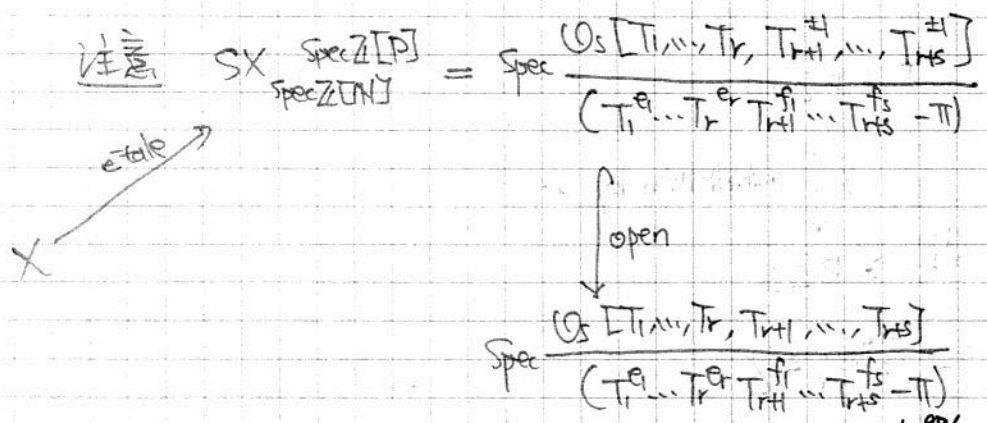 注意 S×_{Spec ℤ[N]} Spec ℤ[P] = Spec O_S[T_1,...,T_r, T_{r+1}^{±1},...,T_{r+s}^{±1}] / (T_1^{e_1}...T_r^{e_r} T_{r+1}^{f_1}...T_{r+s}^{f_s} - π)
étale
X
open
Spec O_S[T_1,...,T_r, T_{r+1},...,T_{r+s}] / (T_1^{e_1}...T_r^{e_r} T_{r+1}^{f_1}...T_{r+s}^{f_s} - π)